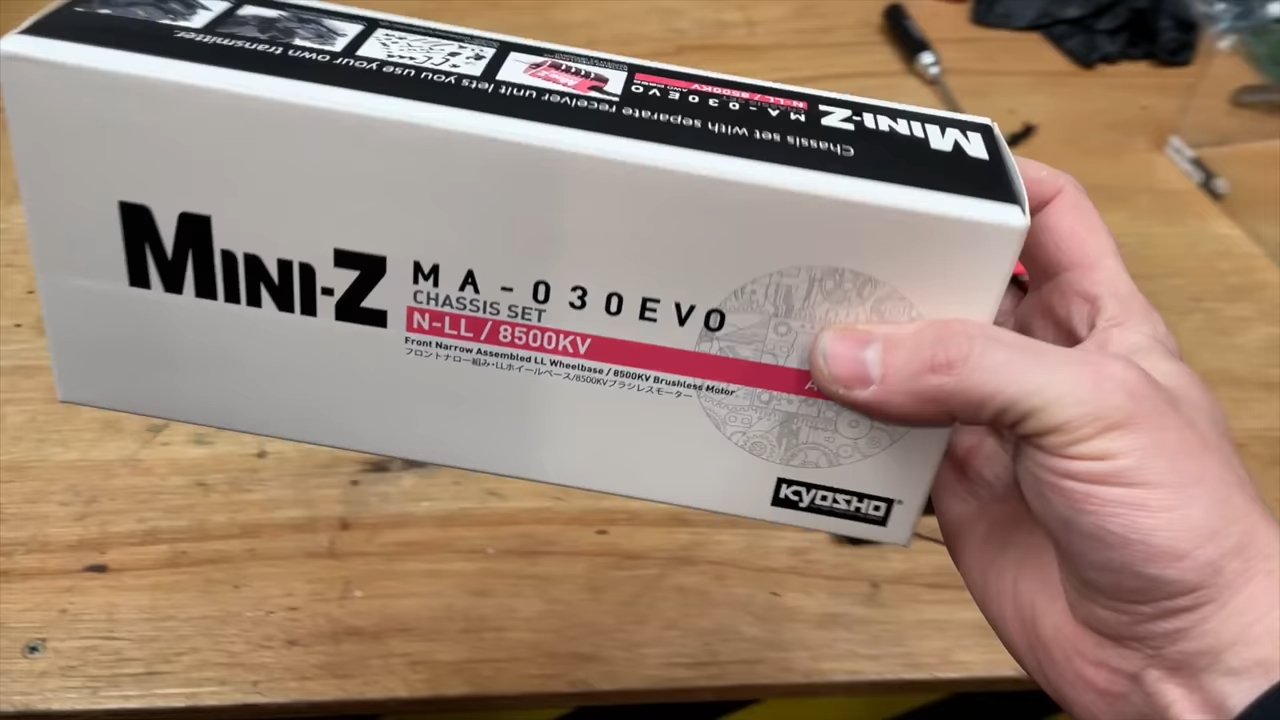 Chassis set with separate receiver unit lets you use your own transmitter.
MINI-Z
MA-030EVO
CHASSIS SET
N-LL / 8500KV
MINI-Z
MA-030EVO
CHASSIS SET
N-LL / 8500KV
Front Narrow Assembled LL Wheelbase / 8500KV Brushless Motor
フロントナロー組み・LLホイールベース/8500KVブラシレスモーター
KYOSHO